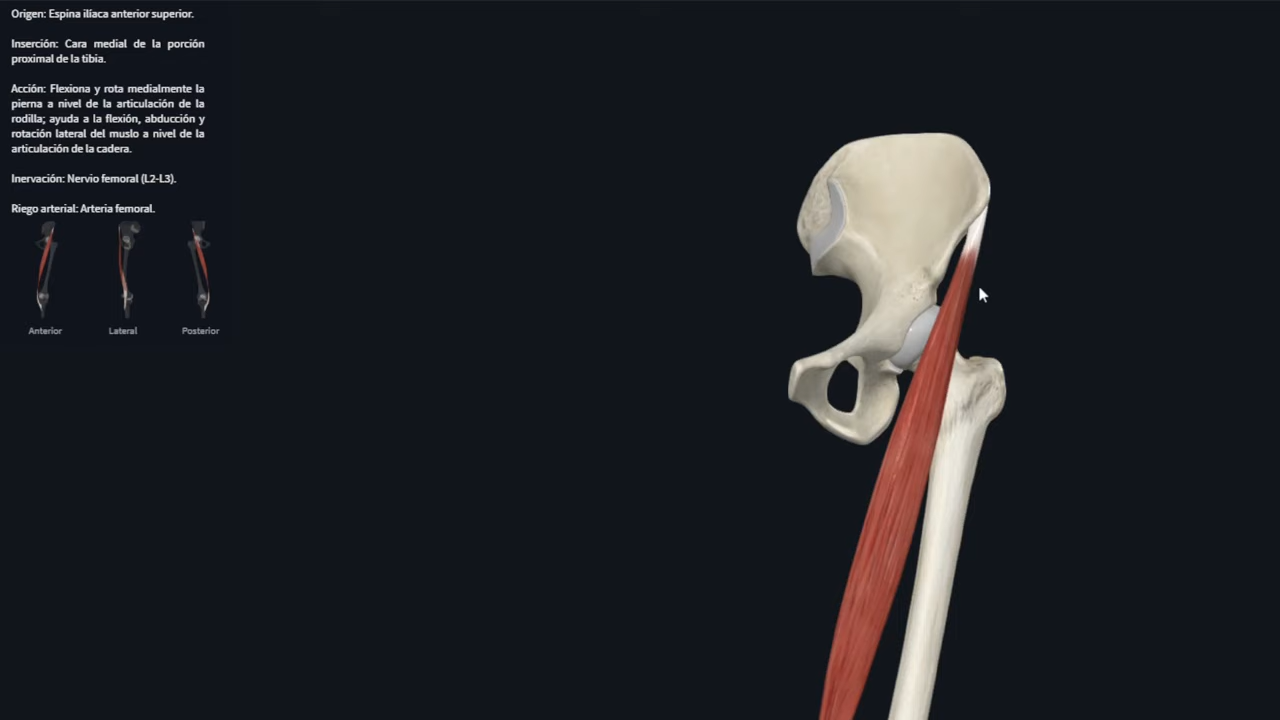 Origen: Espina ilíaca anterior superior.
Inserción: Cara medial de la porción
proximal de la tibia.
Acción: Flexiona y rota medialmente la
pierna a nivel de la articulación de la
rodilla; ayuda a la flexión, abducción y
rotación lateral del muslo a nivel de la
articulación de la cadera.
Inervación: Nervio femoral (L2-L3).
Riego arterial: Arteria femoral.
Anterior
Lateral
Posterior